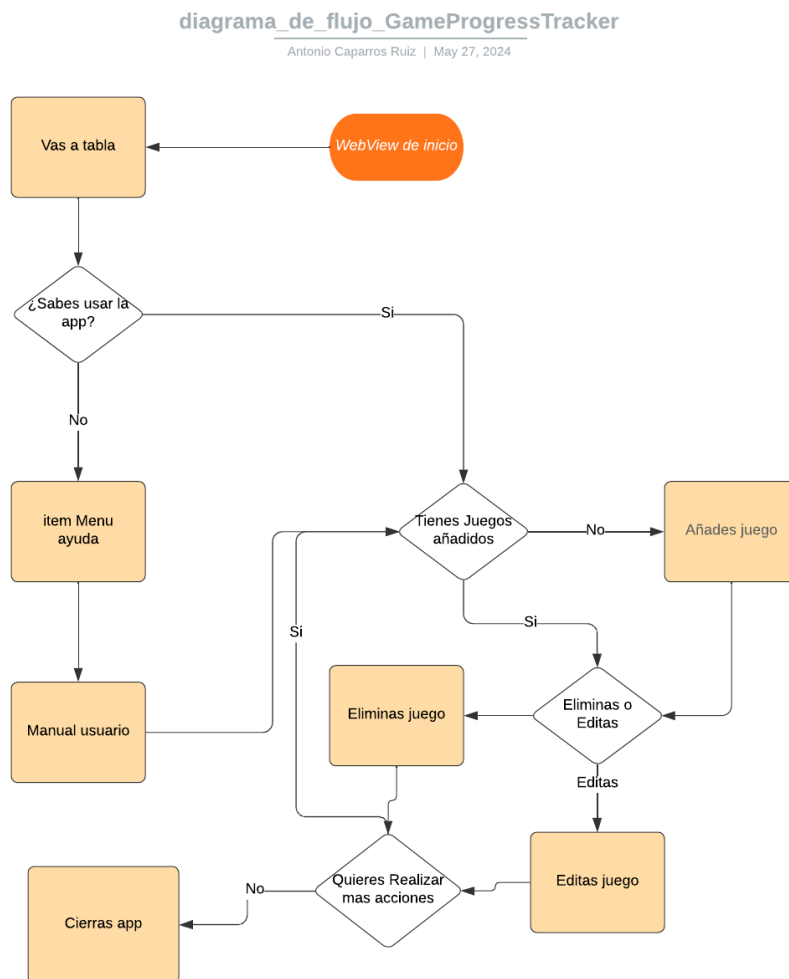 diagrama_de_flujo_GameProgressTracker
Antonio Caparros Ruiz | May 27, 2024
Vas a tabla
WebView de inicio
¿Sabes usar la
app?
Si
No
item Menu
ayuda
Tienes Juegos
añadidos
No
Añades juego
Si
Si
Manual usuario
Eliminas juego
Eliminas o
Editas
Editas
Quieres Realizar
mas acciones
Editas juego
No
Cierras app